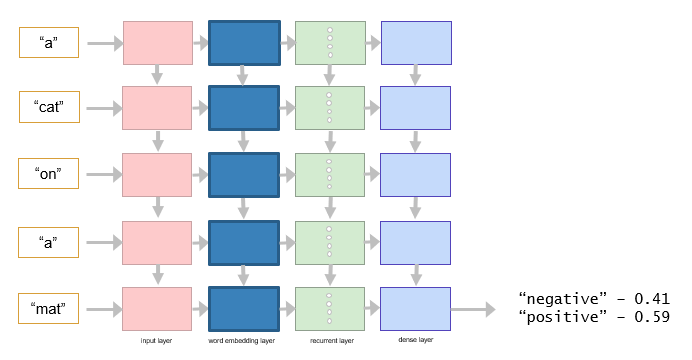 “a”
“cat”
“on”
“a”
“mat”
“negative” – 0.41
“positive” – 0.59
input layer
word embedding layer
recurrent layer
dense layer